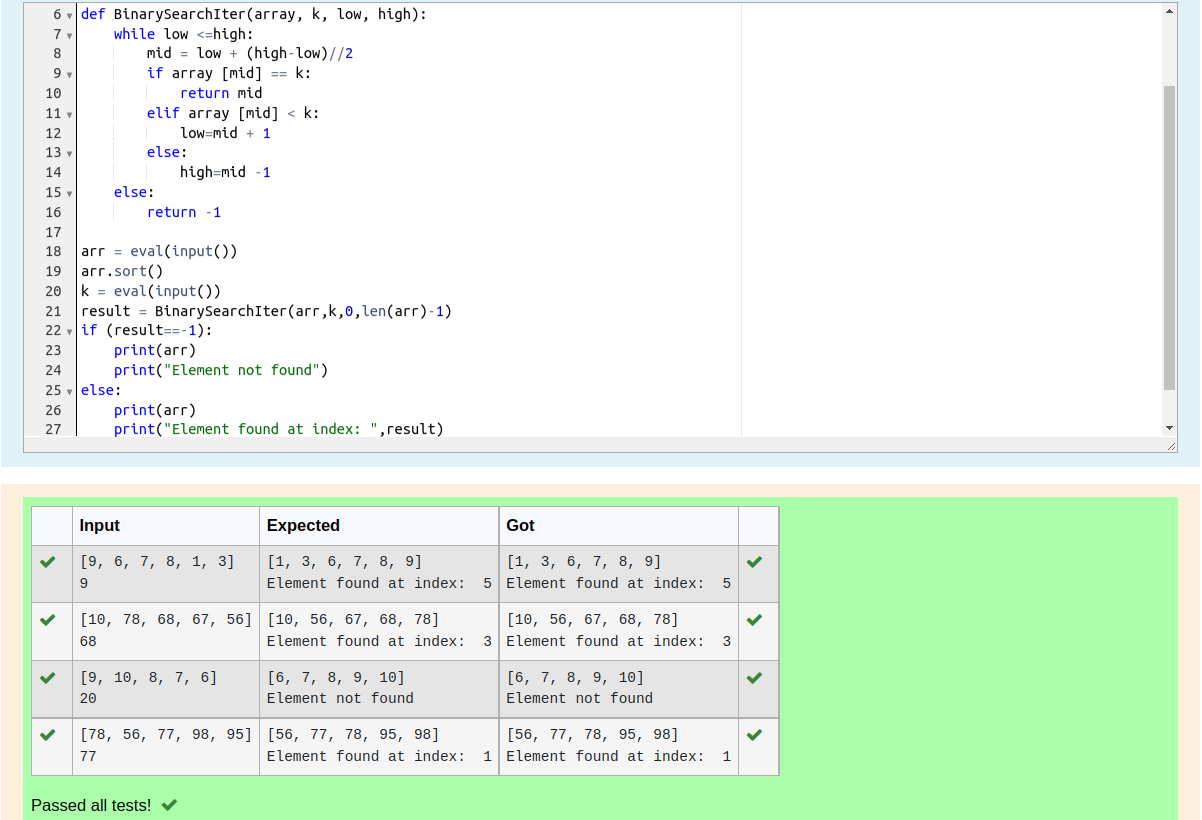 6 def BinarySearchIter(array, k, low, high):
7 while low <=high:
8 mid = low + (high-low)//2
9 if array [mid] == k:
10 return mid
11 elif array [mid] < k:
12 low=mid + 1
13 else:
14 high=mid -1
15 else:
16 return -1
17
18 arr = eval(input())
19 arr.sort()
20 k = eval(input())
21 result = BinarySearchIter(arr,k,0,len(arr)-1)
22 if (result==-1):
23 print(arr)
24 print("Element not found")
25 else:
26 print(arr)
27 print("Element found at index: ",result)
Input Expected Got
[9, 6, 7, 8, 1, 3] [1, 3, 6, 7, 8, 9] [1, 3, 6, 7, 8, 9]
9 Element found at index:  5 Element found at index:  5
[10, 78, 68, 67, 56] [10, 56, 67, 68, 78] [10, 56, 67, 68, 78]
68 Element found at index:  3 Element found at index:  3
[9, 10, 8, 7, 6] [6, 7, 8, 9, 10] [6, 7, 8, 9, 10]
20 Element not found Element not found
[78, 56, 77, 98, 95] [56, 77, 78, 95, 98] [56, 77, 78, 95, 98]
77 Element found at index:  1 Element found at index:  1
Passed all tests!